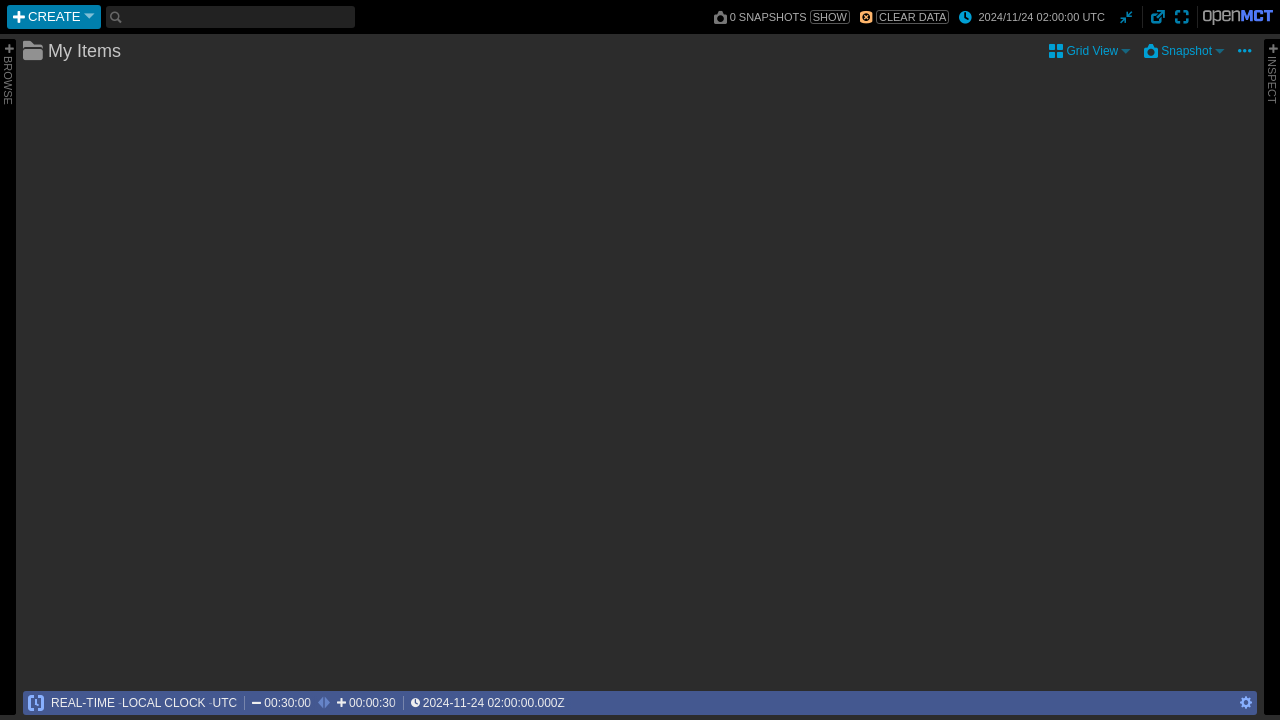 CREATE
0 SNAPSHOTS SHOW
CLEAR DATA
2024/11/24 02:00:00 UTC
openMCT
BROWSE
My Items
Grid View
Snapshot
INSPECT
REAL-TIME LOCAL CLOCK UTC
00:30:00
00:00:30
2024-11-24 02:00:00.000Z